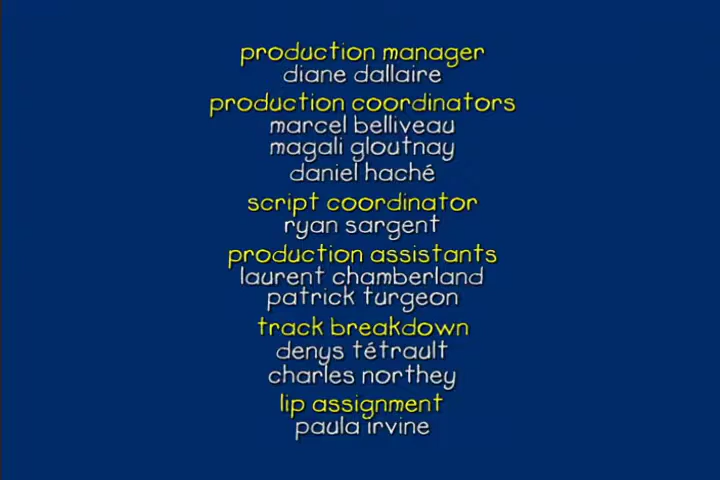 production manager
diane dallaire
production coordinators
marcel belliveau
magali gloutnay
daniel haché
script coordinator
ryan sargent
production assistants
laurent chamberland
patrick turgeon
track breakdown
denys tétrault
charles northey
lip assignment
paula irvine